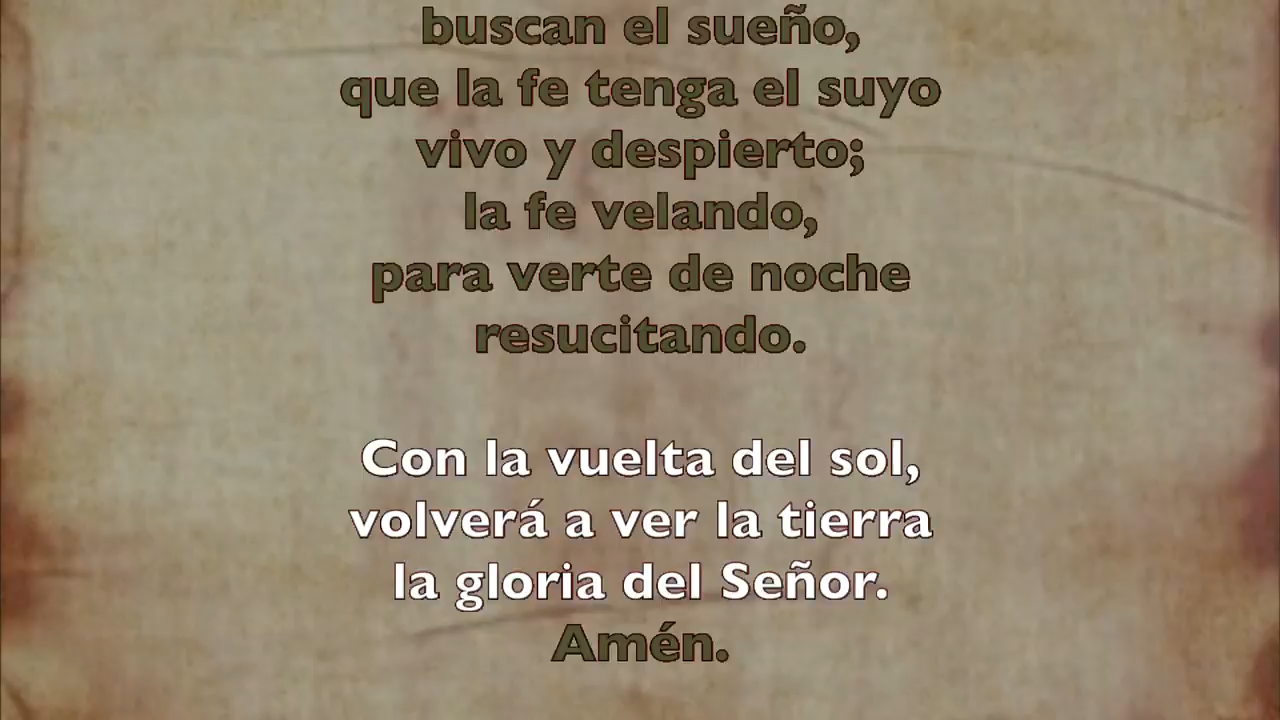 buscan el sueño,
que la fe tenga el suyo
vivo y despierto;
la fe velando,
para verte de noche
resucitando.
Con la vuelta del sol,
volverá a ver la tierra
la gloria del Señor.
Amén.